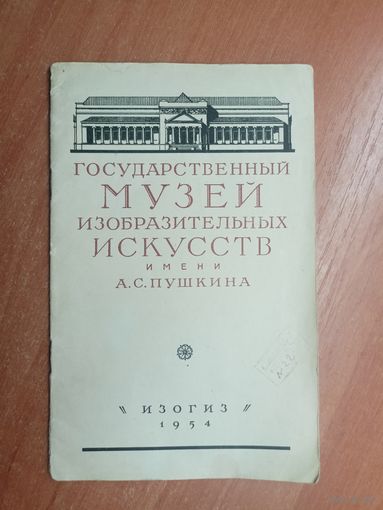 ГОСУДАРСТВЕННЫЙ
МУЗЕЙ
ИЗОБРАЗИТЕЛЬНЫХ
ИСКУССТВ
ИМЕНИ
А.С.ПУШКИНА
"ИЗОГИЗ"
1954